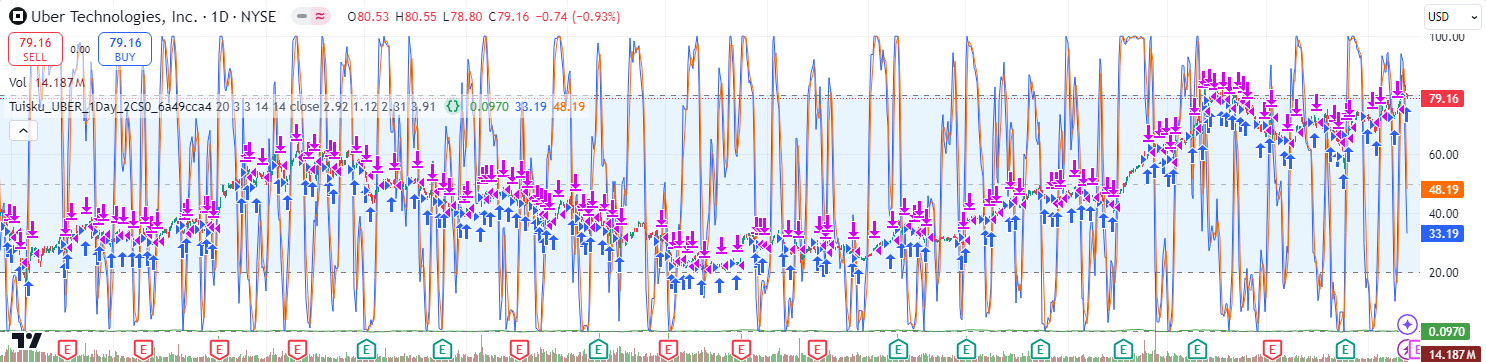 Uber Technologies, Inc. · 1D · NYSE O80.53 H80.55 L78.80 C79.16 −0.74 (−0.93%)
USD
79.16 SELL
0.00
79.16 BUY
Vol 14.187M
Tuisku_UBER_1Day_2CS0_6a49cca4 20 3 3 14 14 close 2.92 1.12 2.31 3.91 {} 0.0970 33.19 48.19
100.00
79.16
60.00
48.19
40.00
33.19
20.00
0.0970
14.187M
E E E E E E E E E E E E E E E E E E E